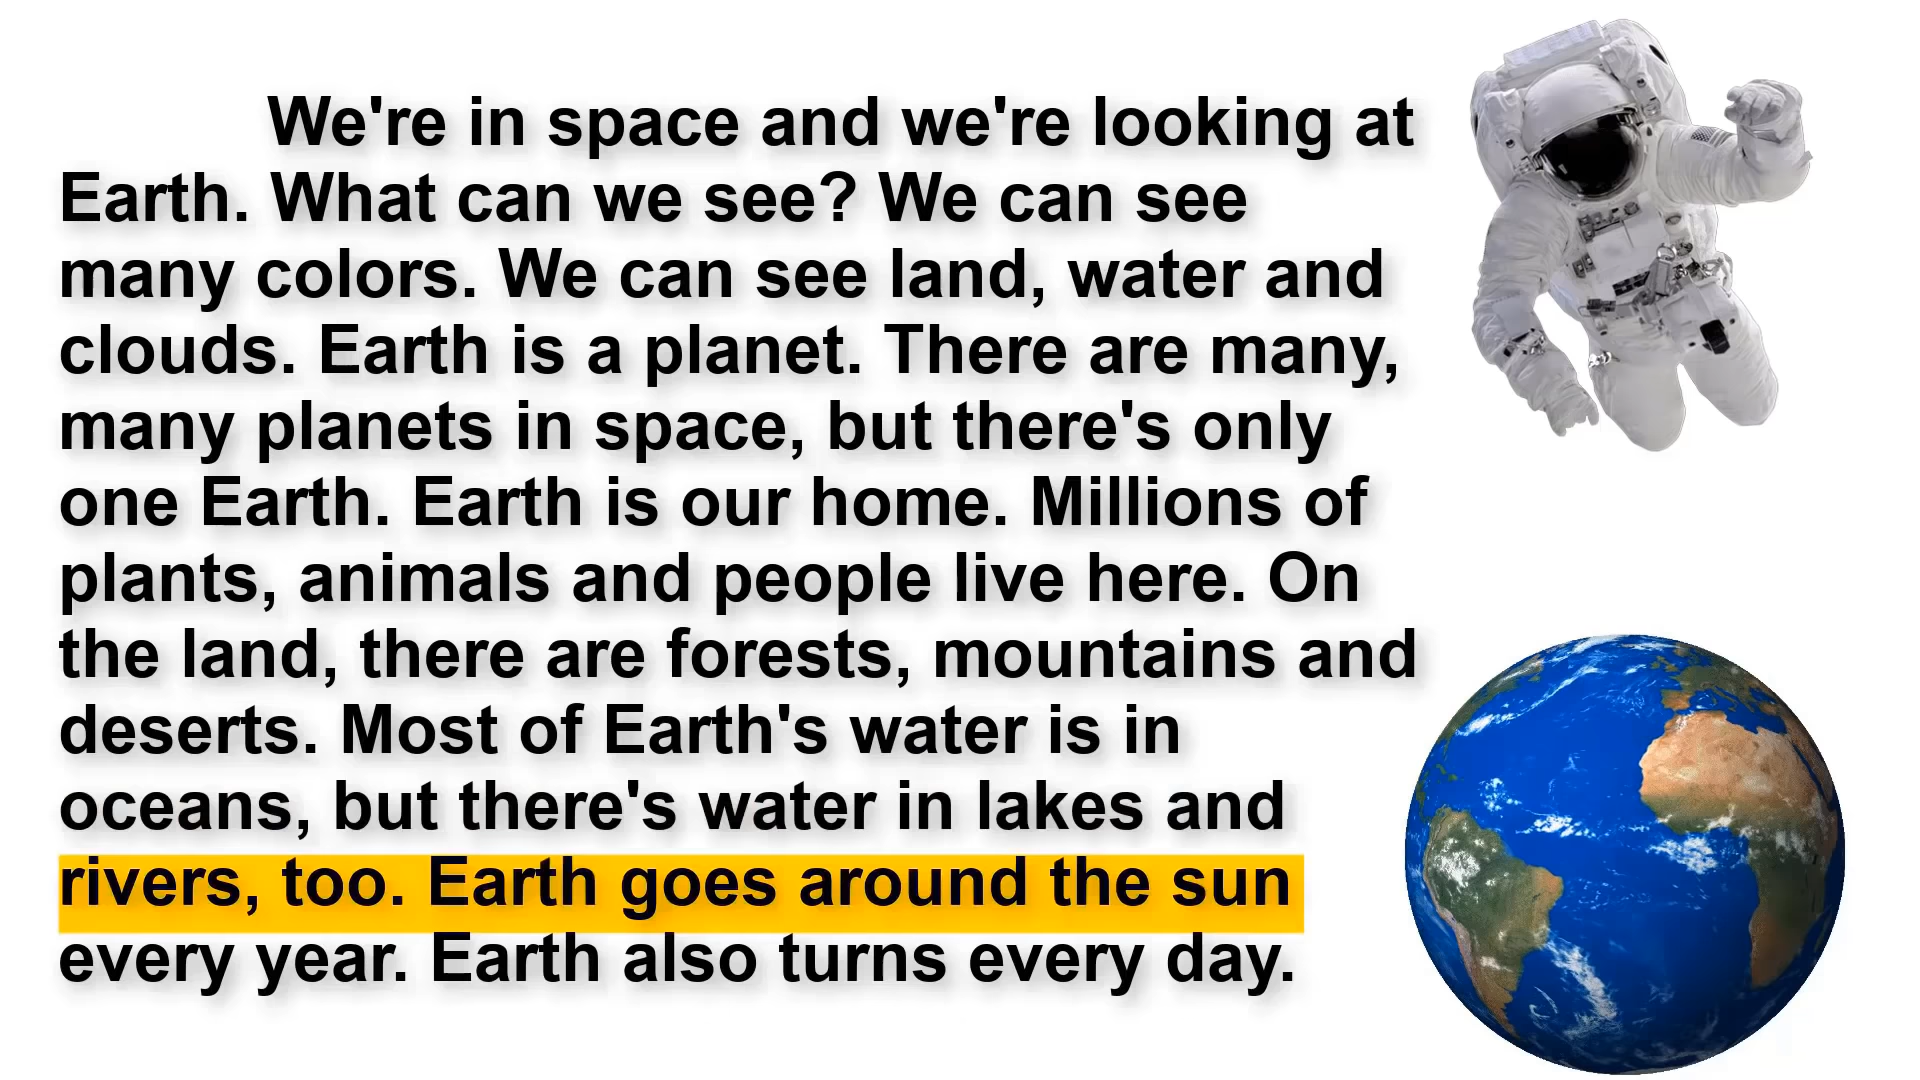 We're in space and we're looking at
Earth. What can we see? We can see
many colors. We can see land, water and
clouds. Earth is a planet. There are many,
many planets in space, but there's only
one Earth. Earth is our home. Millions of
plants, animals and people live here. On
the land, there are forests, mountains and
deserts. Most of Earth's water is in
oceans, but there's water in lakes and
rivers, too. Earth goes around the sun
every year. Earth also turns every day.